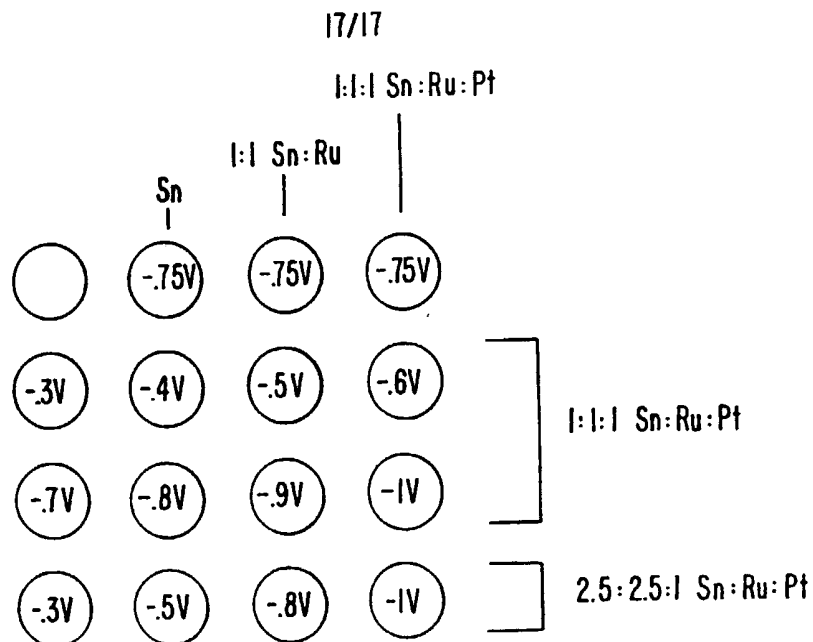 17/17
1:1:1 Sn:Ru:Pt
1:1 Sn:Ru
Sn
-.75V -.75V -.75V
-.3V -.4V -.5V -.6V
1:1:1 Sn:Ru:Pt
-.7V -.8V -.9V -1V
-.3V -.5V -.8V -1V
2.5:2.5:1 Sn:Ru:Pt